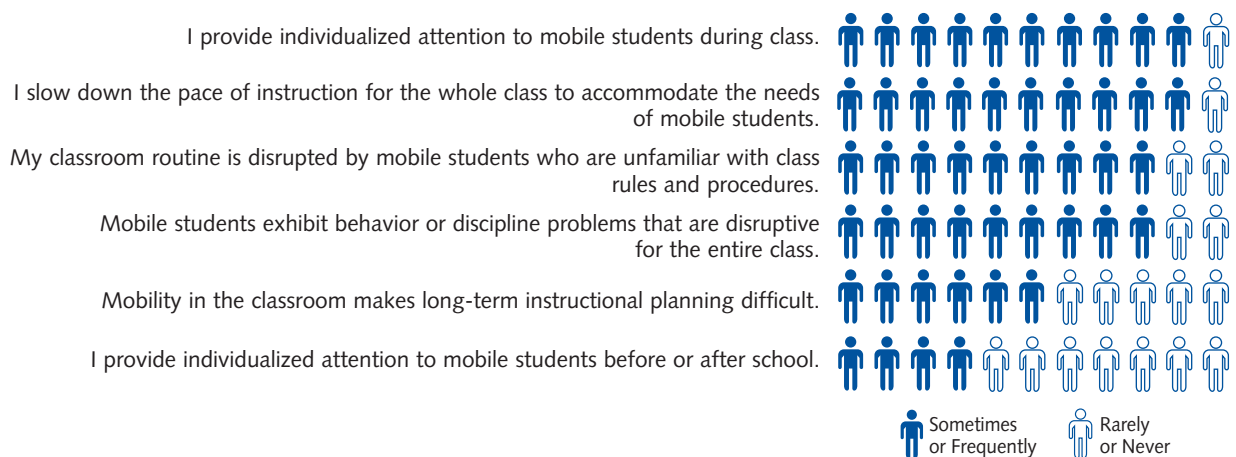 I provide individualized attention to mobile students during class.
I slow down the pace of instruction for the whole class to accommodate the needs
of mobile students.
My classroom routine is disrupted by mobile students who are unfamiliar with class
rules and procedures.
Mobile students exhibit behavior or discipline problems that are disruptive
for the entire class.
Mobility in the classroom makes long-term instructional planning difficult.
I provide individualized attention to mobile students before or after school.
Sometimes
or Frequently
Rarely
or Never